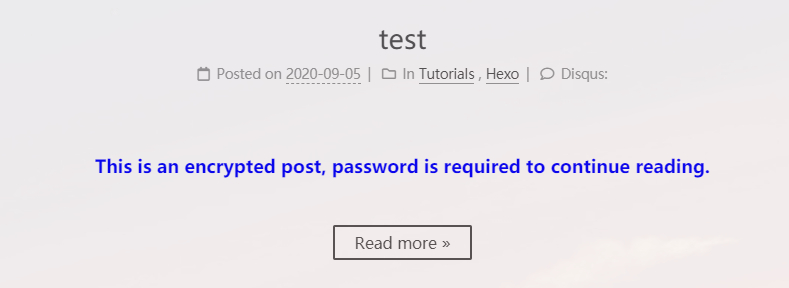 test
Posted on 2020-09-05 | In Tutorials , Hexo | Disqus:
This is an encrypted post, password is required to continue reading.
Read more »